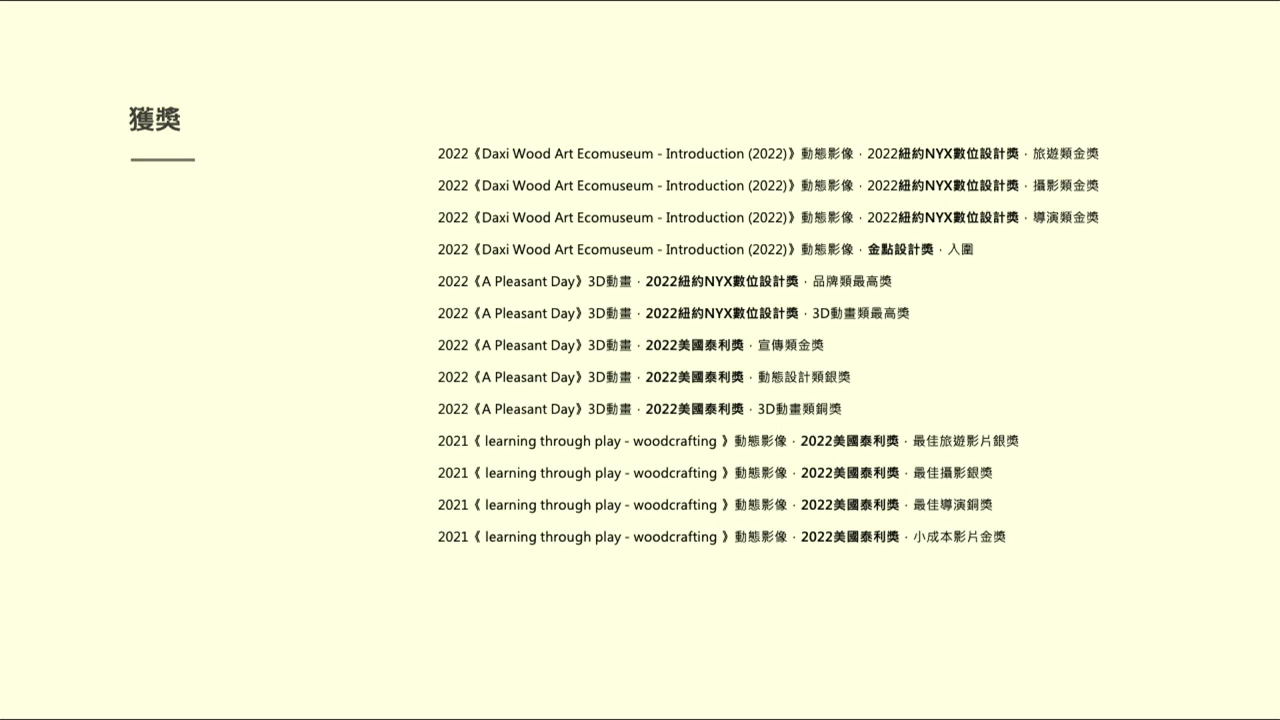 獲獎
2022《Daxi Wood Art Ecomuseum - Introduction (2022)》動態影像．2022紐約NYX數位設計獎．旅遊類金獎
2022《Daxi Wood Art Ecomuseum - Introduction (2022)》動態影像．2022紐約NYX數位設計獎．攝影類金獎
2022《Daxi Wood Art Ecomuseum - Introduction (2022)》動態影像．2022紐約NYX數位設計獎．導演類金獎
2022《Daxi Wood Art Ecomuseum - Introduction (2022)》動態影像．金點設計獎．入圍
2022《A Pleasant Day》3D動畫．2022紐約NYX數位設計獎．品牌類最高獎
2022《A Pleasant Day》3D動畫．2022紐約NYX數位設計獎．3D動畫類最高獎
2022《A Pleasant Day》3D動畫．2022美國泰利獎．宣傳類金獎
2022《A Pleasant Day》3D動畫．2022美國泰利獎．動態設計類銀獎
2022《A Pleasant Day》3D動畫．2022美國泰利獎．3D動畫類銅獎
2021《 learning through play - woodcrafting 》動態影像．2022美國泰利獎．最佳旅遊影片銀獎
2021《 learning through play - woodcrafting 》動態影像．2022美國泰利獎．最佳攝影銀獎
2021《 learning through play - woodcrafting 》動態影像．2022美國泰利獎．最佳導演銅獎
2021《 learning through play - woodcrafting 》動態影像．2022美國泰利獎．小成本影片金獎